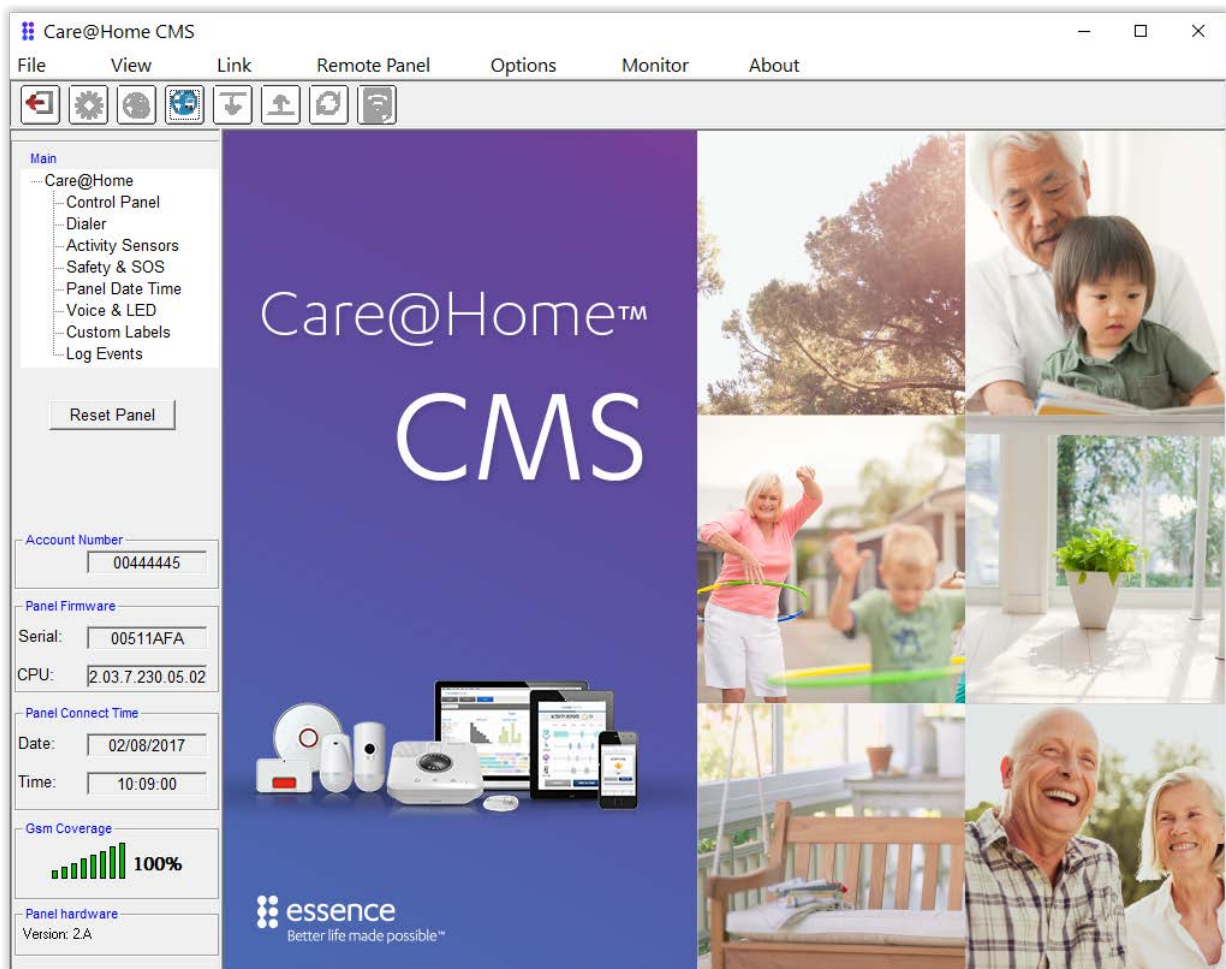 Care@Home CMS
File View Link Remote Panel Options Monitor About
Main
Care@Home
Control Panel
Dialer
Activity Sensors
Safety & SOS
Panel Date Time
Voice & LED
Custom Labels
Log Events
Reset Panel
Account Number
00444445
Panel Firmware
Serial: 00511AFA
CPU: 2.03.7.230.05.02
Panel Connect Time
Date: 02/08/2017
Time: 10:09:00
Gsm Coverage
100%
Panel hardware
Version: 2.A
Care@Home™
CMS
essence
Better life made possible™